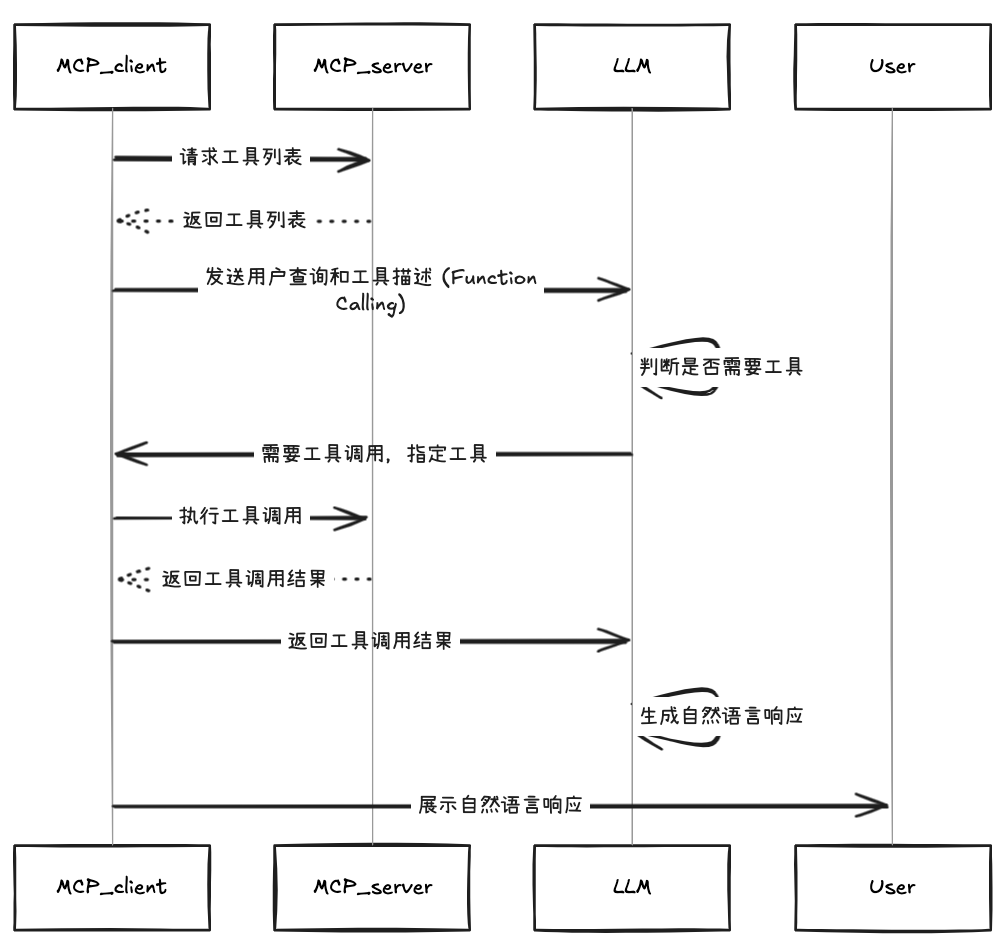 MCP_client
MCP_server
LLM
User
请求工具列表
返回工具列表
发送用户查询和工具描述 (Function
Calling)
判断是否需要工具
需要工具调用，指定工具
执行工具调用
返回工具调用结果
返回工具调用结果
生成自然语言响应
展示自然语言响应
MCP_client
MCP_server
LLM
User